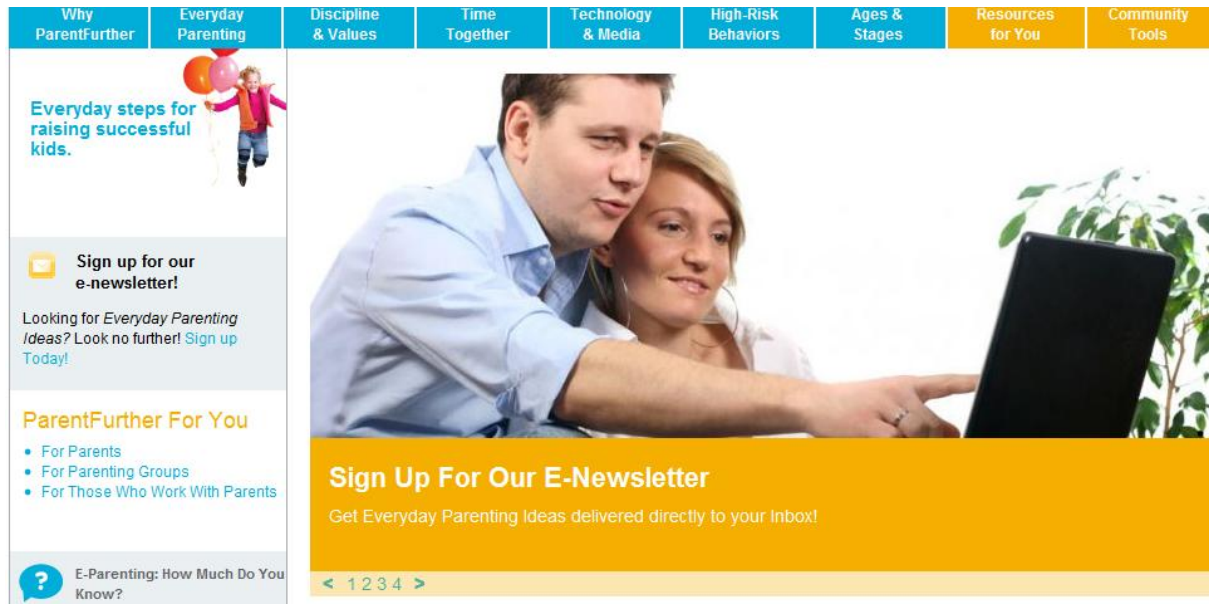 Why
ParentFurther
Everyday
Parenting
Discipline
& Values
Time
Together
Technology
& Media
High-Risk
Behaviors
Ages &
Stages
Resources
for You
Community
Tools
Everyday steps for
raising successful
kids.
Sign up for our
e-newsletter!
Looking for Everyday Parenting
Ideas? Look no further! Sign up
Today!
ParentFurther For You
• For Parents
• For Parenting Groups
• For Those Who Work With Parents
?
E-Parenting: How Much Do You
Know?
Sign Up For Our E-Newsletter
Get Everyday Parenting Ideas delivered directly to your Inbox!
< 1 2 3 4 >